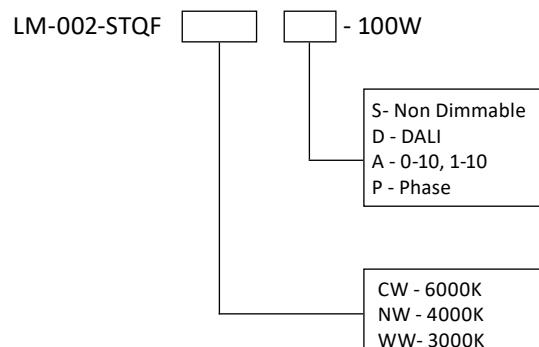 LM-002-STQF - 100W
S- Non Dimmable
D - DALI
A - 0-10, 1-10
P - Phase
CW - 6000K
NW - 4000K
WW- 3000K